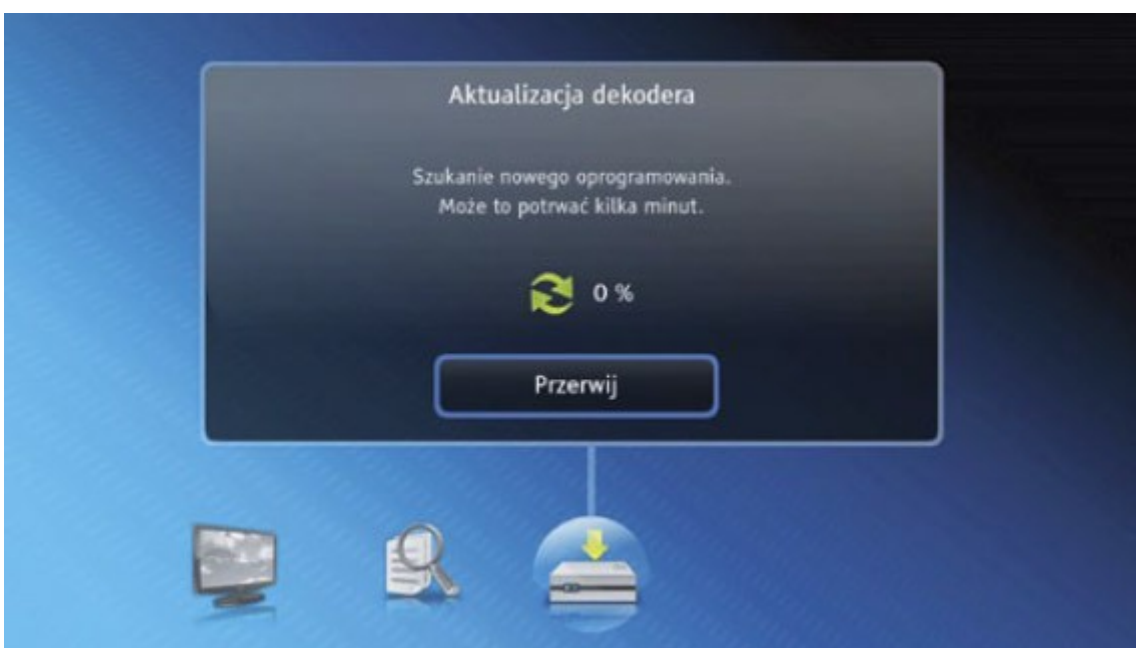 Aktualizacja dekodera
Szukanie nowego oprogramowania.
Może to potrwać kilka minut.
0 %
Przerwij